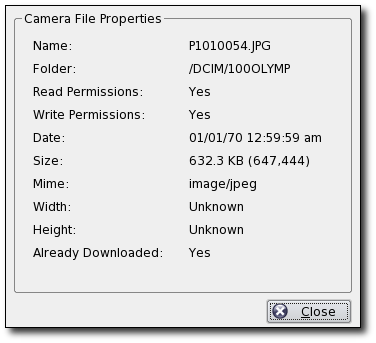 Camera File Properties
Name: P1010054.JPG
Folder: /DCIM/100OLYMP
Read Permissions: Yes
Write Permissions: Yes
Date: 01/01/70 12:59:59 am
Size: 632.3 KB (647,444)
Mime: image/jpeg
Width: Unknown
Height: Unknown
Already Downloaded: Yes
Close